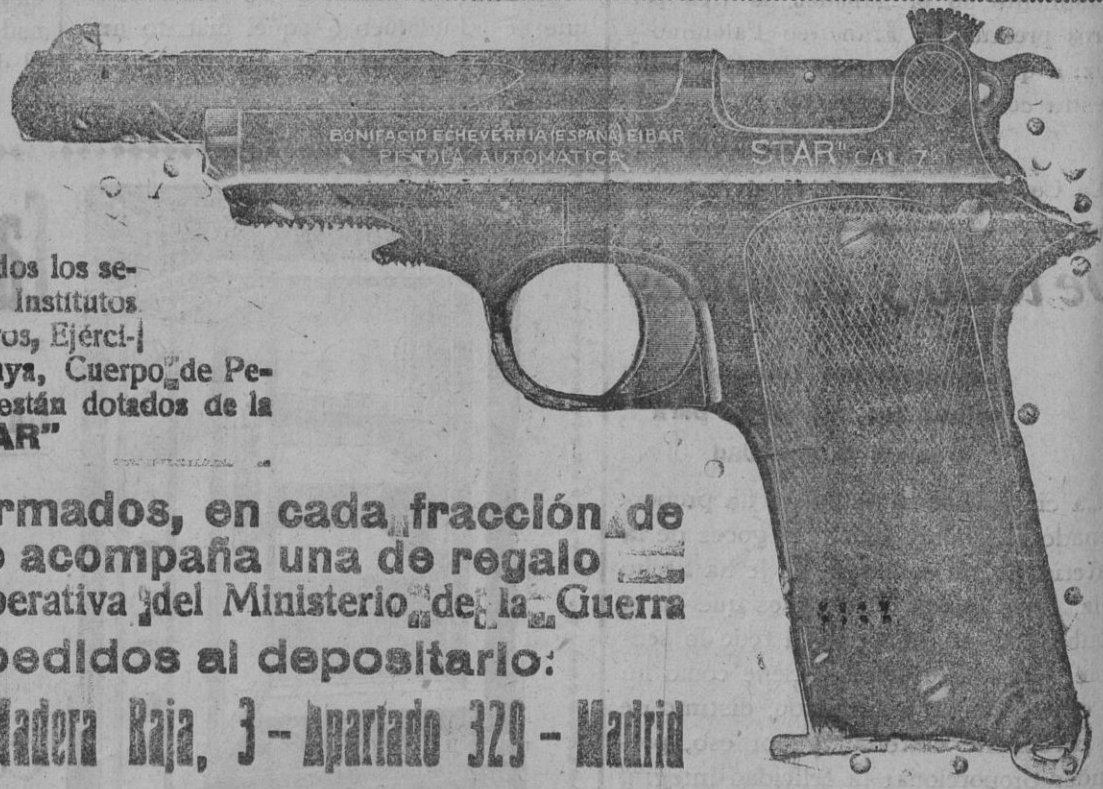 BONIFACIO ECHEVERRIA (ESPAÑA) EIBAR
PISTOLA AUTOMATICA
"STAR" CAL 7
dos los se-
Institutos
ros, Ejérci-
uya, Cuerpo de Pe-
están dotados de la
AR"
rmados, en cada fracción de
acompaña una de regalo
perativa del Ministerio de la Guerra
pedidos al depositario:
Madera Baja, 3 - Apartado 329 - Madrid